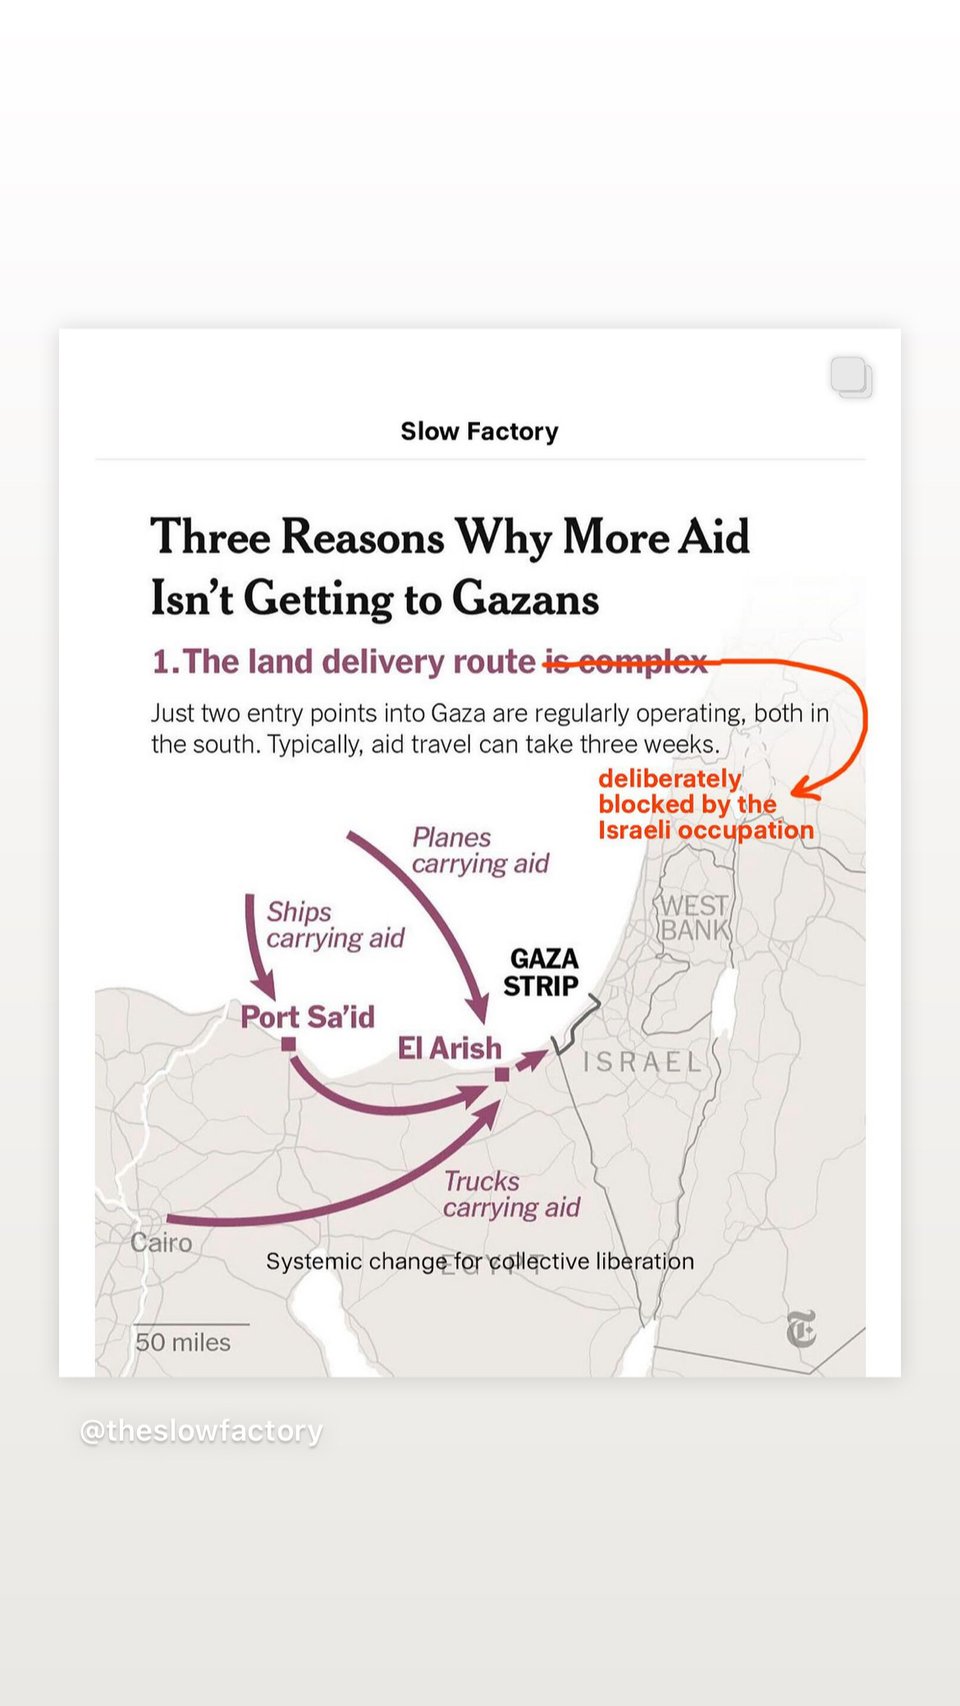 Slow Factory
Three Reasons Why More Aid
Isn't Getting to Gazans
1.The land delivery route is complex
Just two entry points into Gaza are regularly operating, both in
the south. Typically, aid travel can take three weeks.
deliberately
blocked by the
Israeli occupation
Planes
carrying aid
Ships
carrying aid
WEST
BANK
GAZA
STRIP
Port Sa'id
El Arish
ISRAEL
Trucks
carrying aid
Cairo
EGYPT
Systemic change for collective liberation
50 miles
T
@theslowfactory